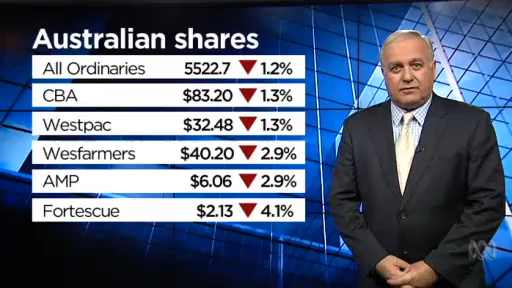 Australian shares
All Ordinaries 5522.7 ▼ 1.2%
CBA $83.20 ▼ 1.3%
Westpac $32.48 ▼ 1.3%
Wesfarmers $40.20 ▼ 2.9%
AMP $6.06 ▼ 2.9%
Fortescue $2.13 ▼ 4.1%